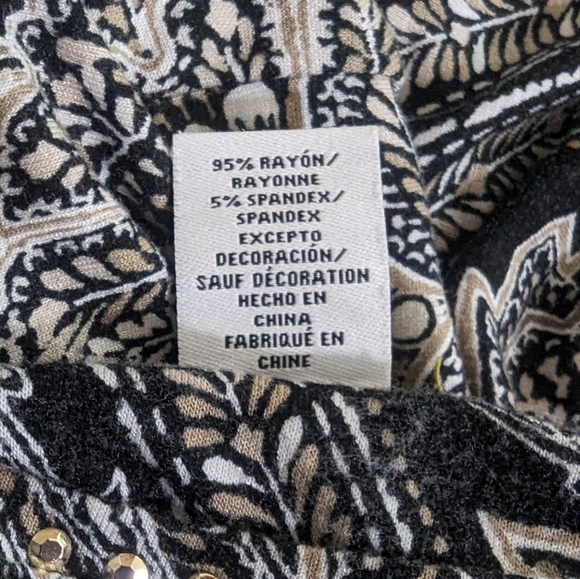 95% RAYÓN/
RAYONNE
5% SPANDEX/
SPANDEX
EXCEPTO
DECORACIÓN/
SAUF DÉCORATION
HECHO EN
CHINA
FABRIQUÉ EN
CHINE